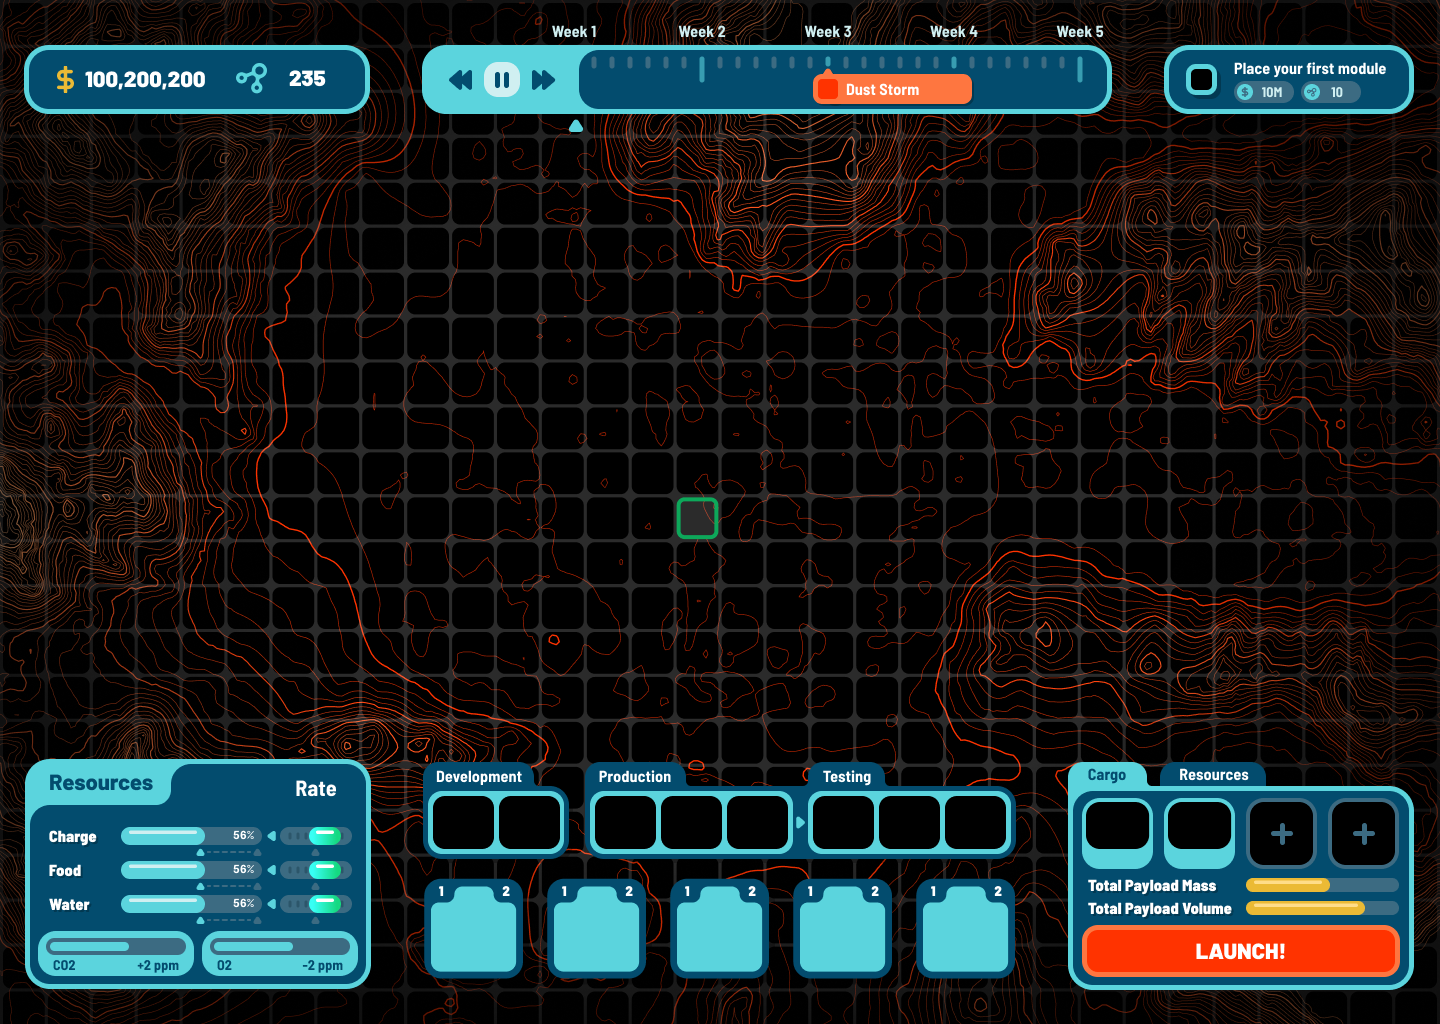 Week 1
Week 2
Week 3
Week 4
Week 5
$ 100,200,200
235
Dust Storm
Place your first module
$ 10M
10
Resources
Rate
Charge
56%
Food
56%
Water
56%
CO2
+2 ppm
O2
-2 ppm
Development
Production
Testing
1 2
1 2
1 2
1 2
1 2
Cargo
Resources
+ +
Total Payload Mass
Total Payload Volume
LAUNCH!